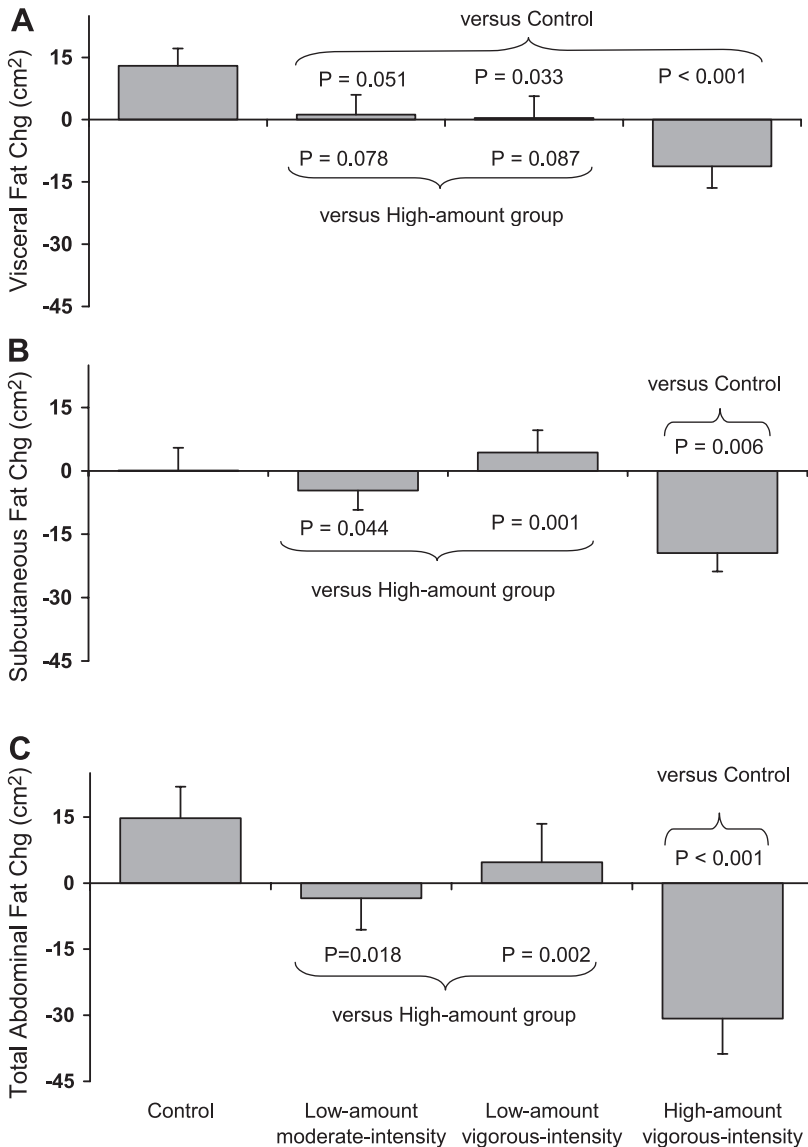 A
versus Control
Visceral Fat Chg (cm²)
15
0
-15
-30
-45
P = 0.051
P = 0.033
P < 0.001
P = 0.078
P = 0.087
versus High-amount group
B
versus Control
Subcutaneous Fat Chg (cm²)
15
0
-15
-30
-45
P = 0.006
P = 0.044
P = 0.001
versus High-amount group
C
versus Control
Total Abdominal Fat Chg (cm²)
15
0
-15
-30
-45
P < 0.001
P=0.018
P = 0.002
versus High-amount group
Control
Low-amount
moderate-intensity
Low-amount
vigorous-intensity
High-amount
vigorous-intensity